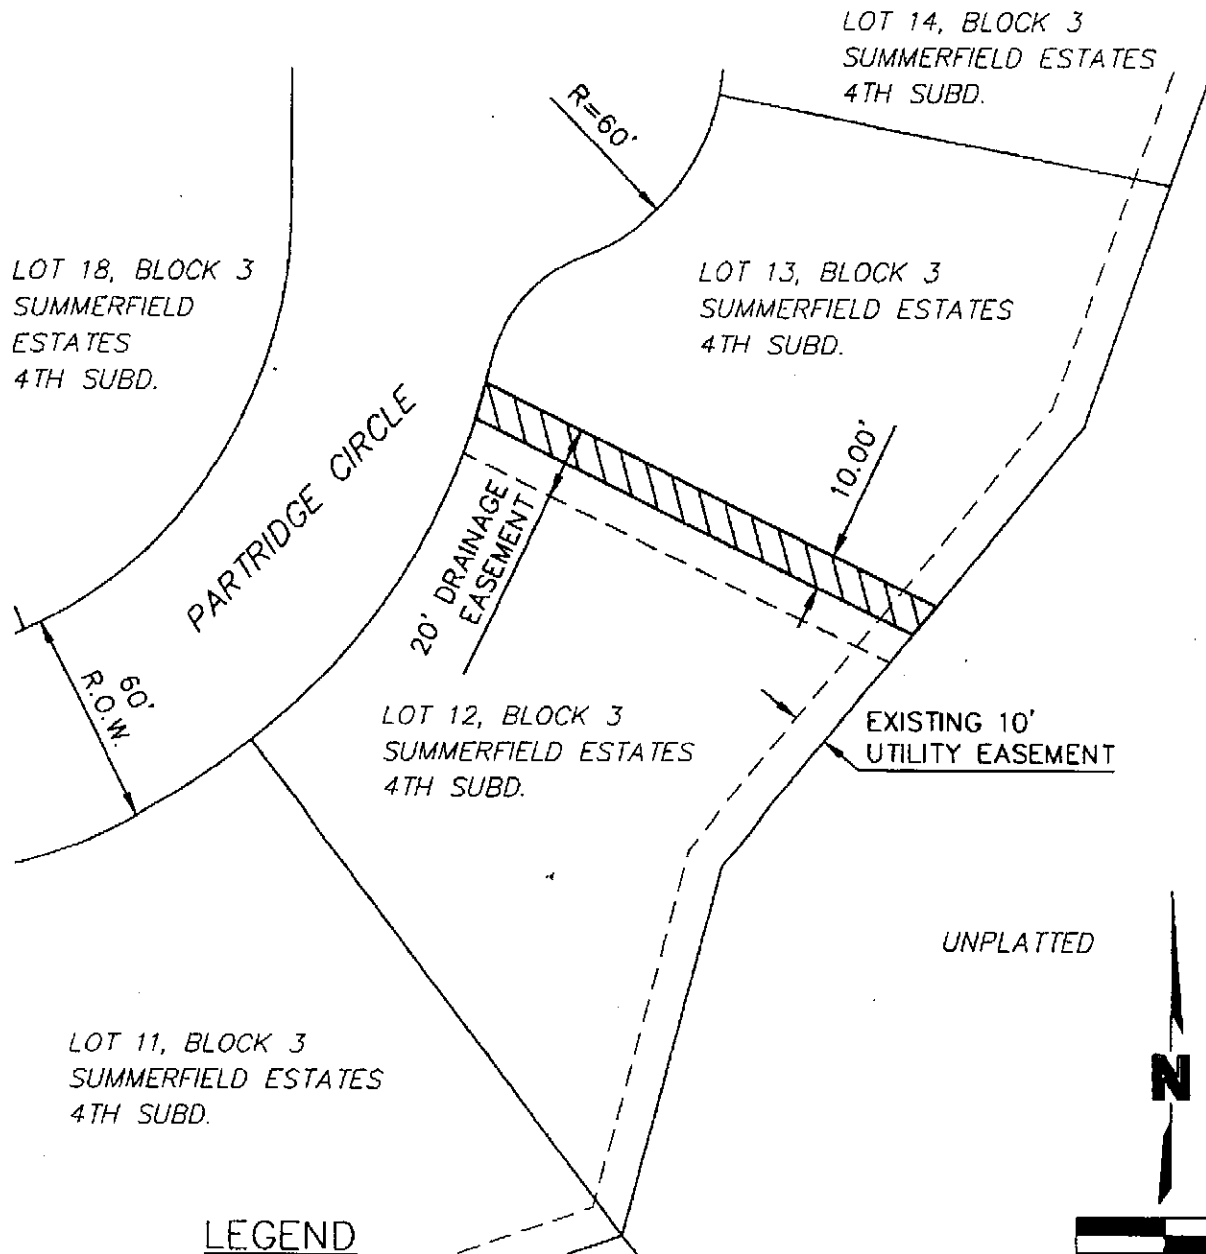 LOT 14, BLOCK 3
SUMMERFIELD ESTATES
4TH SUBD.
R=60'
LOT 18, BLOCK 3
SUMMERFIELD
ESTATES
4TH SUBD.
LOT 13, BLOCK 3
SUMMERFIELD ESTATES
4TH SUBD.
PARTRIDGE CIRCLE
10.00'
20' DRAINAGE
EASEMENT
60'
R.O.W.
LOT 12, BLOCK 3
SUMMERFIELD ESTATES
4TH SUBD.
EXISTING 10'
UTILITY EASEMENT
UNPLATTED
LOT 11, BLOCK 3
SUMMERFIELD ESTATES
4TH SUBD.
N
LEGEND